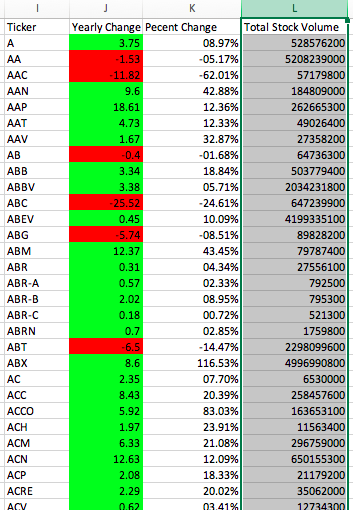 I J K L
Ticker Yearly Change Pecent Change Total Stock Volume
A 3.75 08.97% 528576200
AA -1.53 -05.17% 5208239000
AAC -11.82 -62.01% 57179800
AAN 9.6 42.88% 184809000
AAP 18.61 12.36% 262665300
AAT 4.73 12.33% 49026400
AAV 1.67 32.87% 27358200
AB -0.4 -01.68% 64736300
ABB 3.34 18.84% 503779400
ABBV 3.38 05.71% 2034231800
ABC -25.52 -24.61% 647239900
ABEV 0.45 10.09% 4199335100
ABG -5.74 -08.51% 89828200
ABM 12.37 43.45% 79787400
ABR 0.31 04.34% 27556100
ABR-A 0.57 02.33% 792500
ABR-B 2.02 08.95% 795300
ABR-C 0.18 00.72% 521300
ABRN 0.7 02.85% 1759800
ABT -6.5 -14.47% 2298099600
ABX 8.6 116.53% 4996990800
AC 2.35 07.70% 6530000
ACC 8.43 20.39% 258457600
ACCO 5.92 83.03% 163653100
ACH 1.97 23.91% 11563400
ACM 6.33 21.08% 296759000
ACN 12.63 12.09% 650155300
ACP 2.08 18.33% 21179200
ACRE 2.29 20.02% 35062000
ACV 0.62 03.41% 12734300